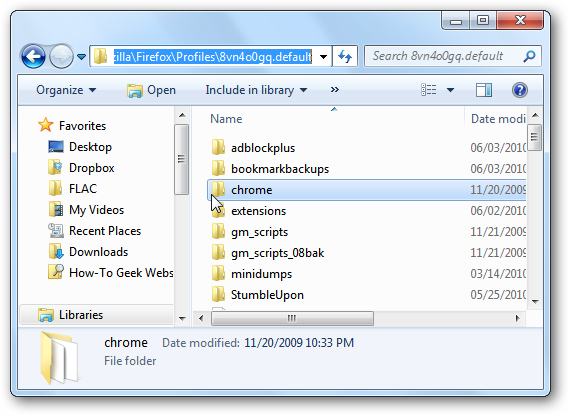 zilla\Firefox\Profiles\8vn4o0gq.default
Search 8vn4o0gq.default
Organize Open Include in library »
Favorites
Desktop
Dropbox
FLAC
My Videos
Recent Places
Downloads
How-To Geek Webs
Libraries
Name Date modifi
adblockplus 06/03/2010
bookmarkbackups 06/03/2010
chrome 11/20/2009
extensions 06/02/2010
gm_scripts 11/21/2009
gm_scripts_08bak 11/21/2009
minidumps 03/14/2010
StumbleUpon 05/25/2010
chrome Date modified: 11/20/2009 10:33 PM
File folder